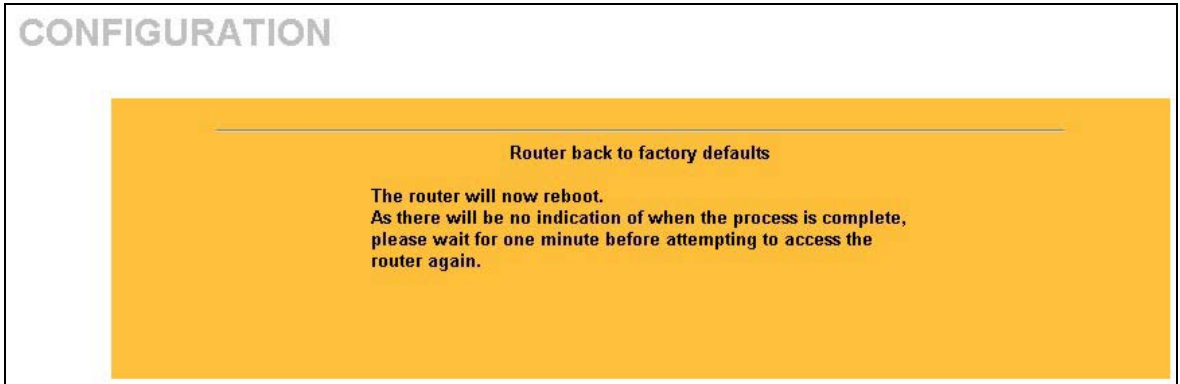 CONFIGURATION
Router back to factory defaults
The router will now reboot.
As there will be no indication of when the process is complete,
please wait for one minute before attempting to access the
router again.